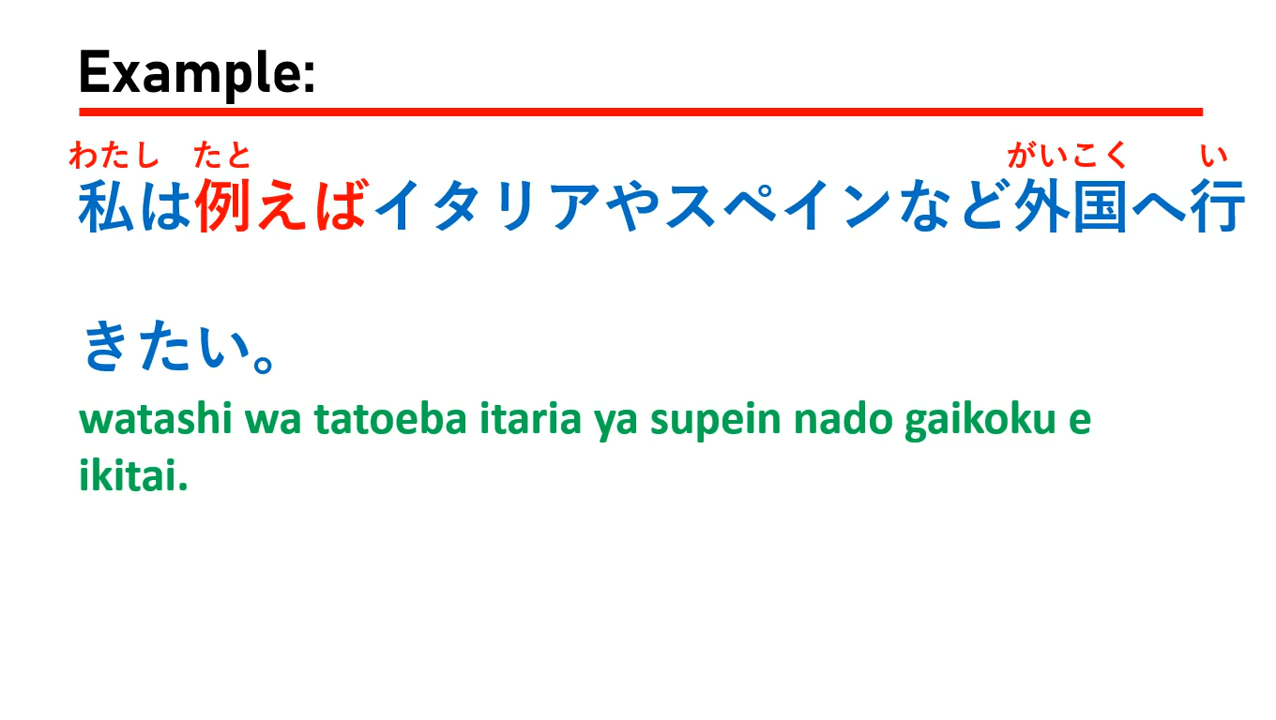 Example:
わたし たと がいこく い
私は例えばイタリアやスペインなど外国へ行
きたい。
watashi wa tatoeba itaria ya supein nado gaikoku e
ikitai.